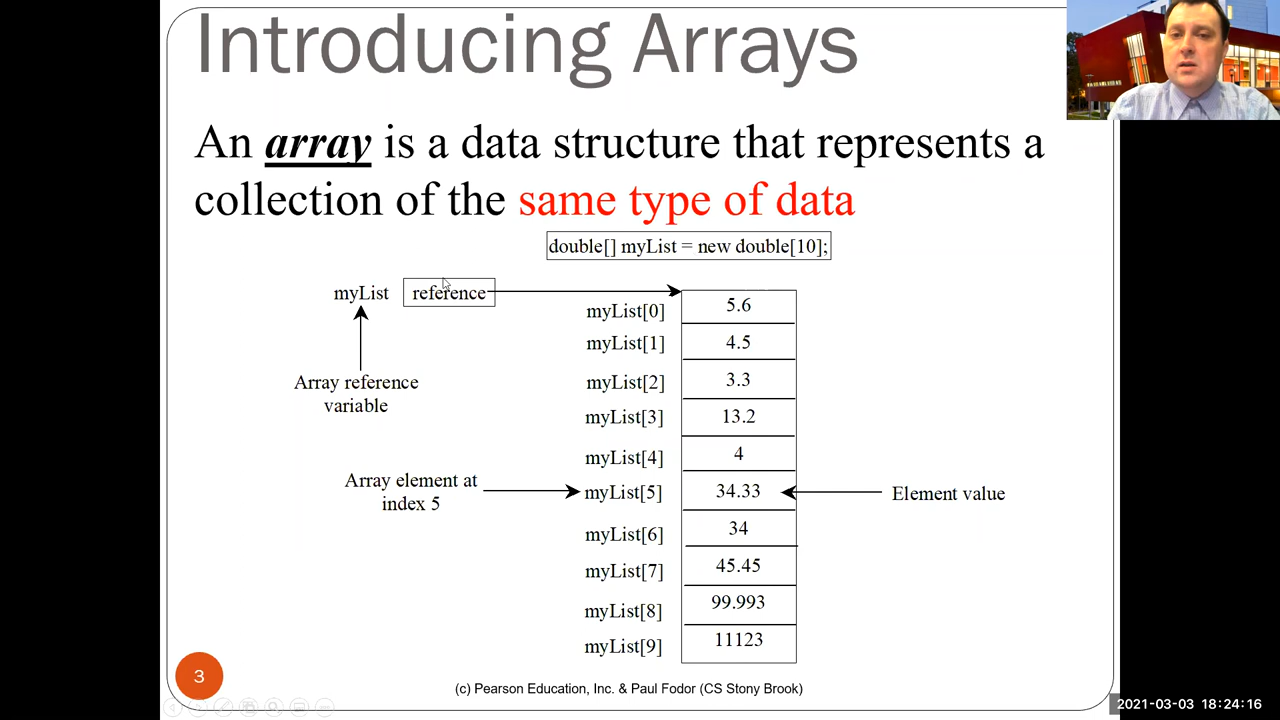 Introducing Arrays
An array is a data structure that represents a
collection of the same type of data
double[] myList = new double[10];
myList reference
myList[0] 5.6
myList[1] 4.5
myList[2] 3.3
Array reference
variable
myList[3] 13.2
myList[4] 4
Array element at
index 5
myList[5] 34.33
Element value
myList[6] 34
myList[7] 45.45
myList[8] 99.993
myList[9] 11123
3
(c) Pearson Education, Inc. & Paul Fodor (CS Stony Brook)
2021-03-03 18:24:16